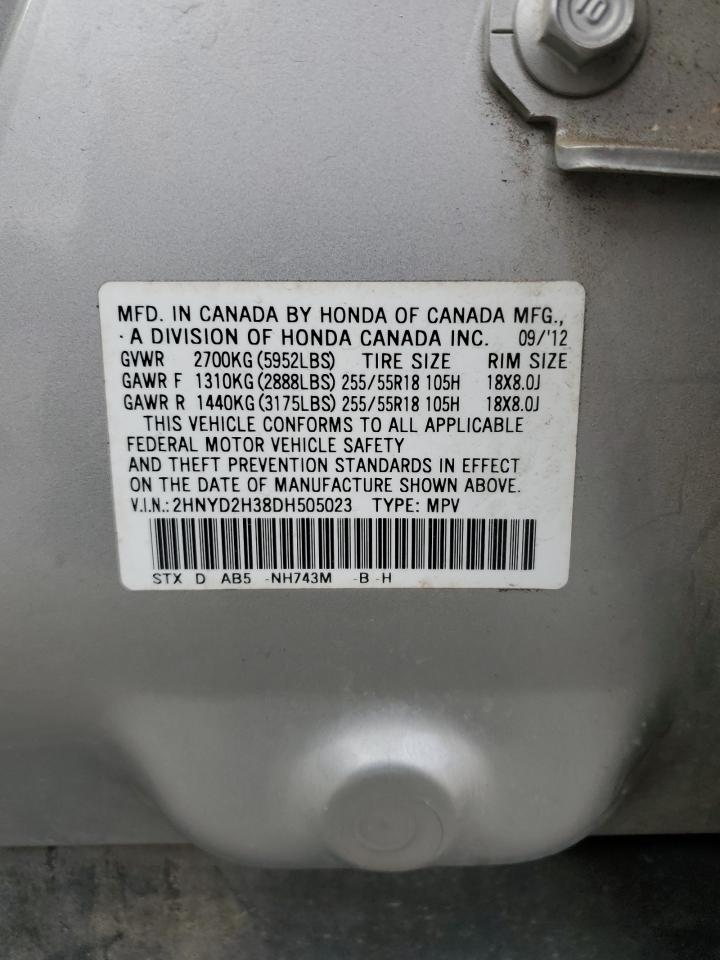 10
MFD. IN CANADA BY HONDA OF CANADA MFG.,
·A DIVISION OF HONDA CANADA INC. 09/'12
GVWR 2700KG(5952LBS) TIRE SIZE RIM SIZE
GAWR F 1310KG(2888LBS) 255/55R18 105H 18X8.0J
GAWR R 1440KG(3175LBS) 255/55R18 105H 18X8.0J
THIS VEHICLE CONFORMS TO ALL APPLICABLE
FEDERAL MOTOR VEHICLE SAFETY
AND THEFT PREVENTION STANDARDS IN EFFECT
ON THE DATE OF MANUFACTURE SHOWN ABOVE.
V.I.N.:2HNYD2H38DH505023 TYPE: MPV
STX D AB5 -NH743M -B -H